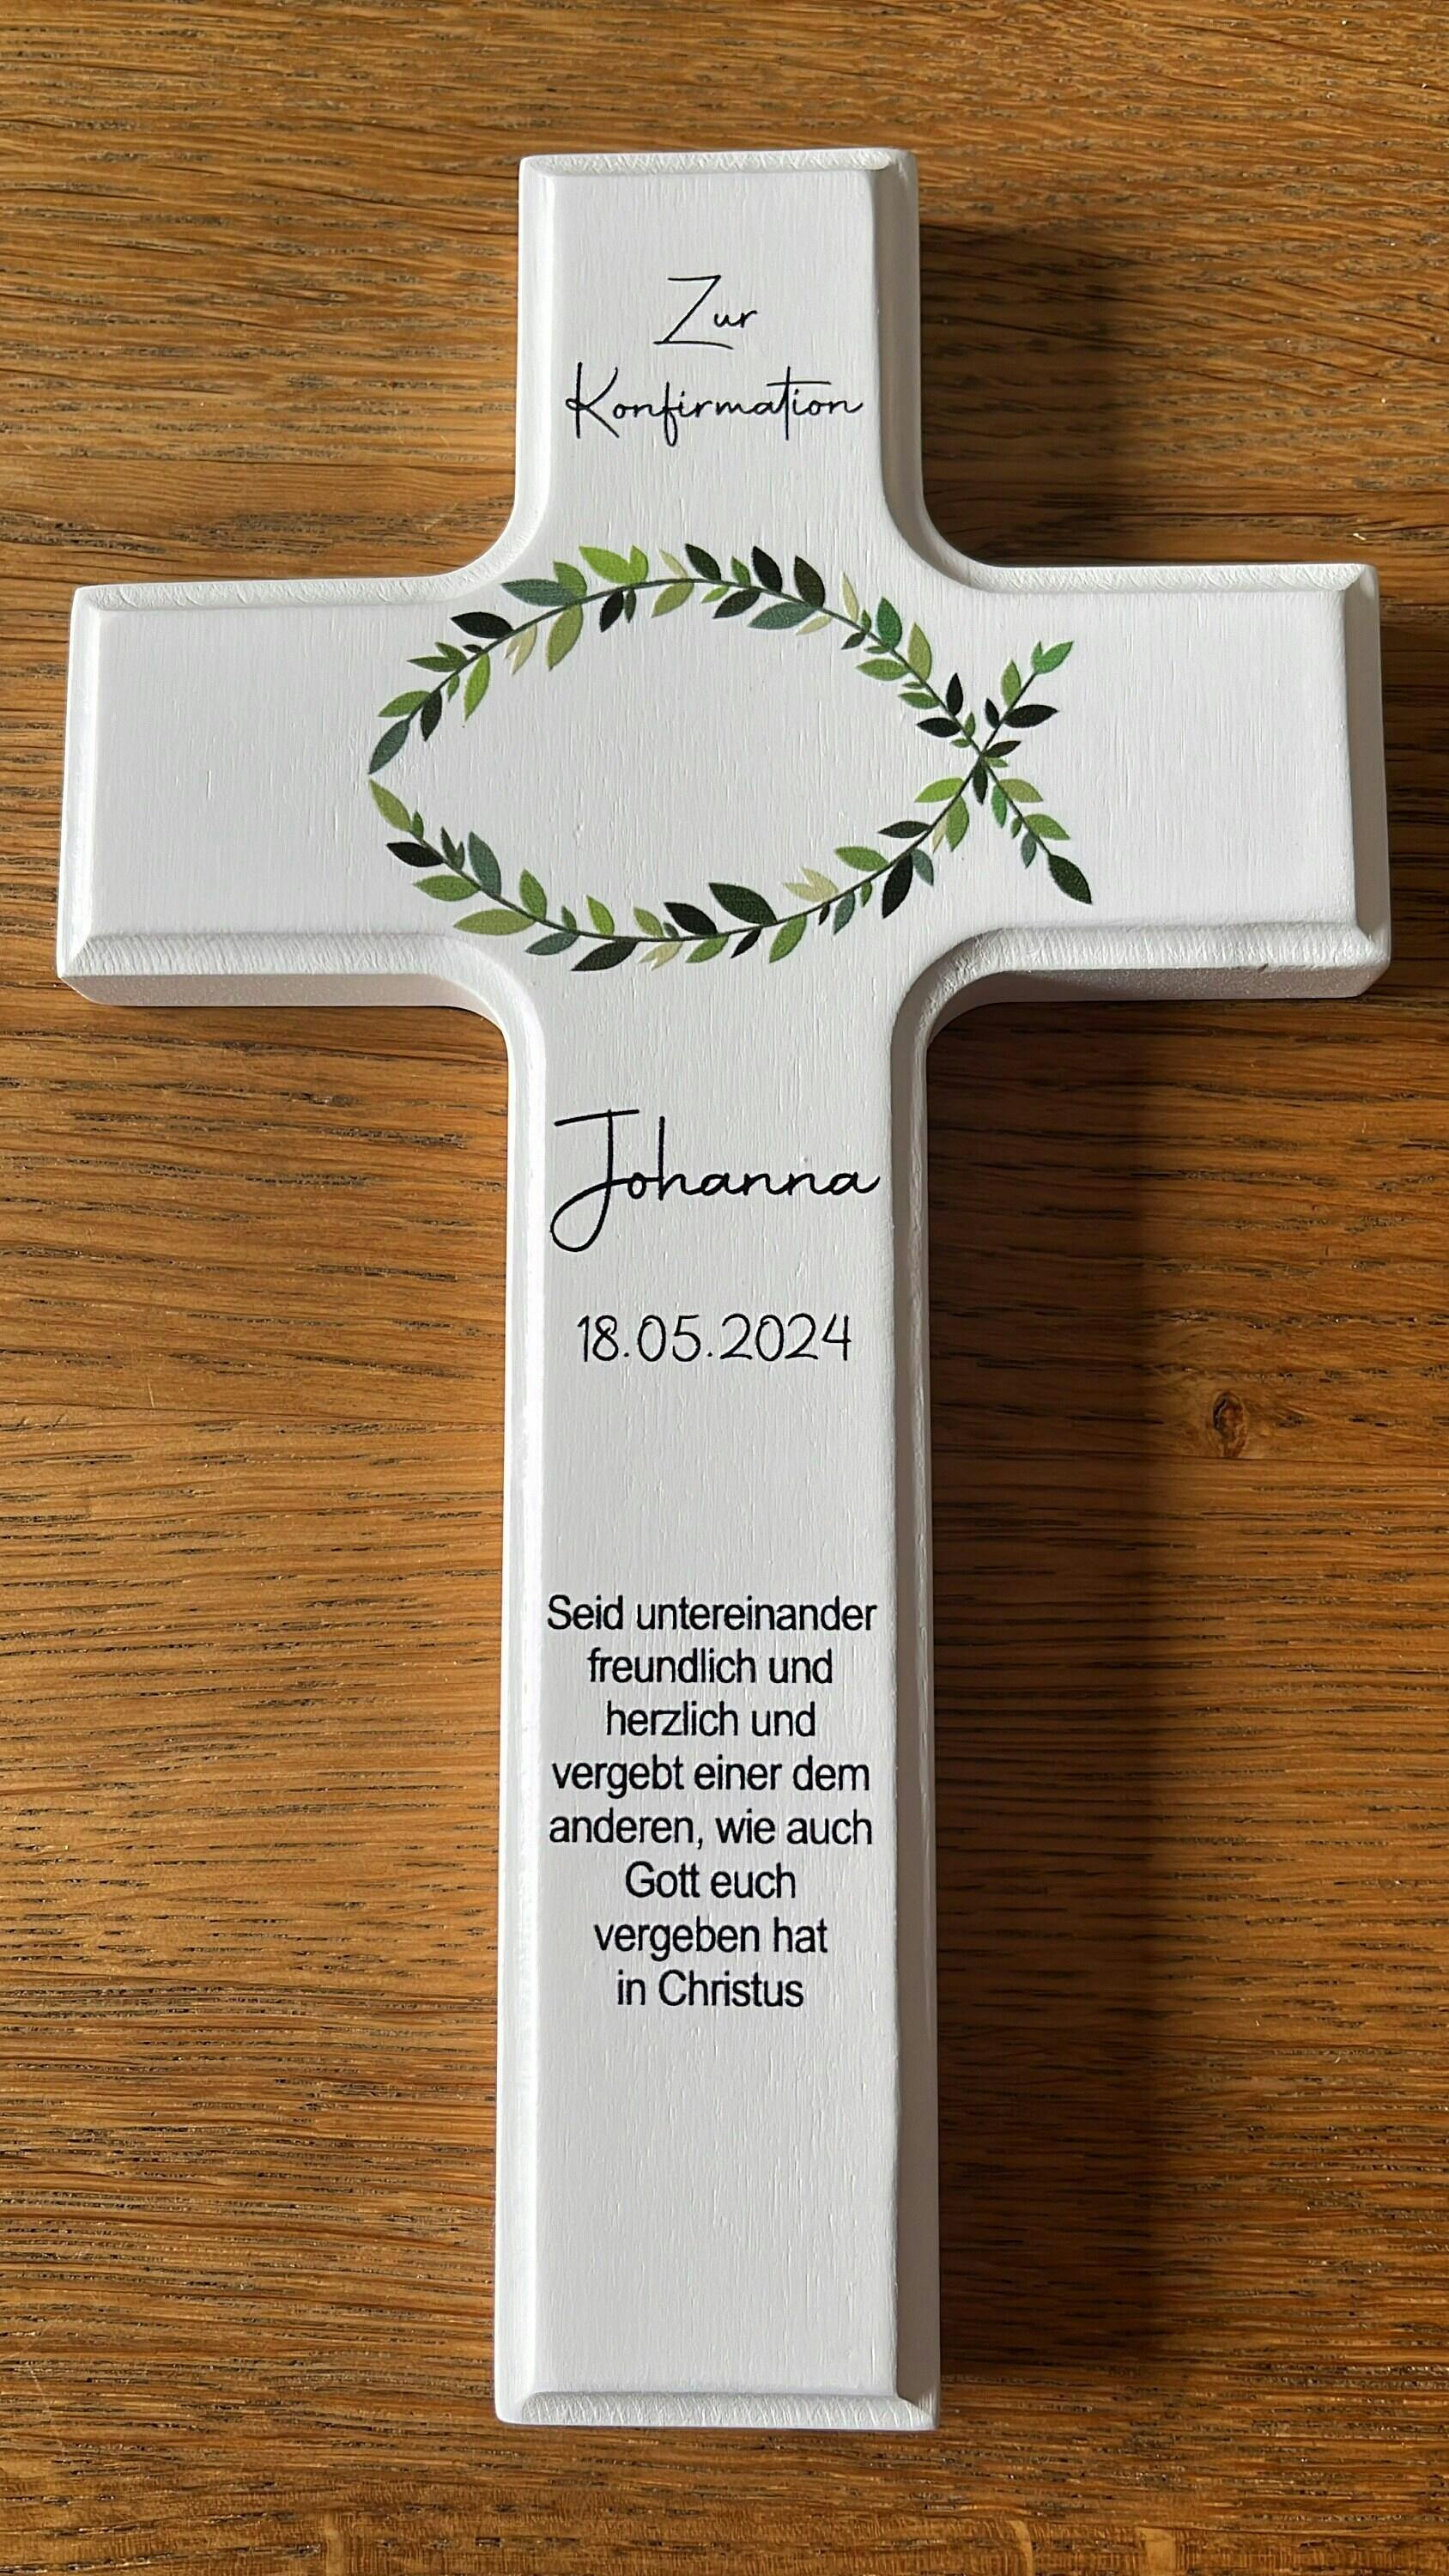 Zur
Konfirmation
Johanna
18.05.2024
Seid untereinander
freundlich und
herzlich und
vergebt einer dem
anderen, wie auch
Gott euch
vergeben hat
in Christus